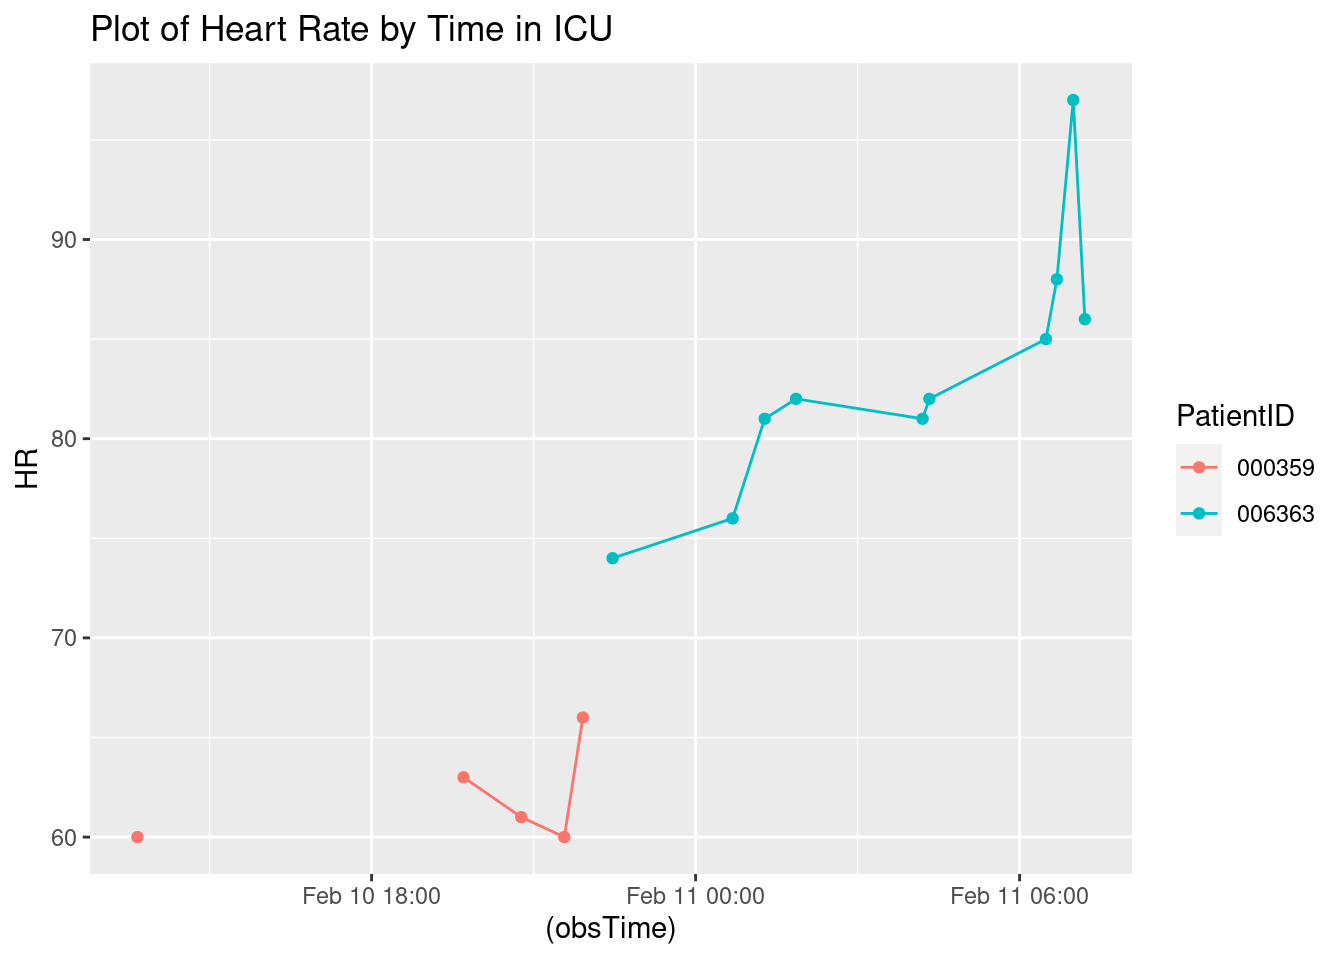 Plot of Heart Rate by Time in ICU
90
80
70
60
HR
Feb 10 18:00
Feb 11 00:00
Feb 11 06:00
(obsTime)
PatientID
000359
006363